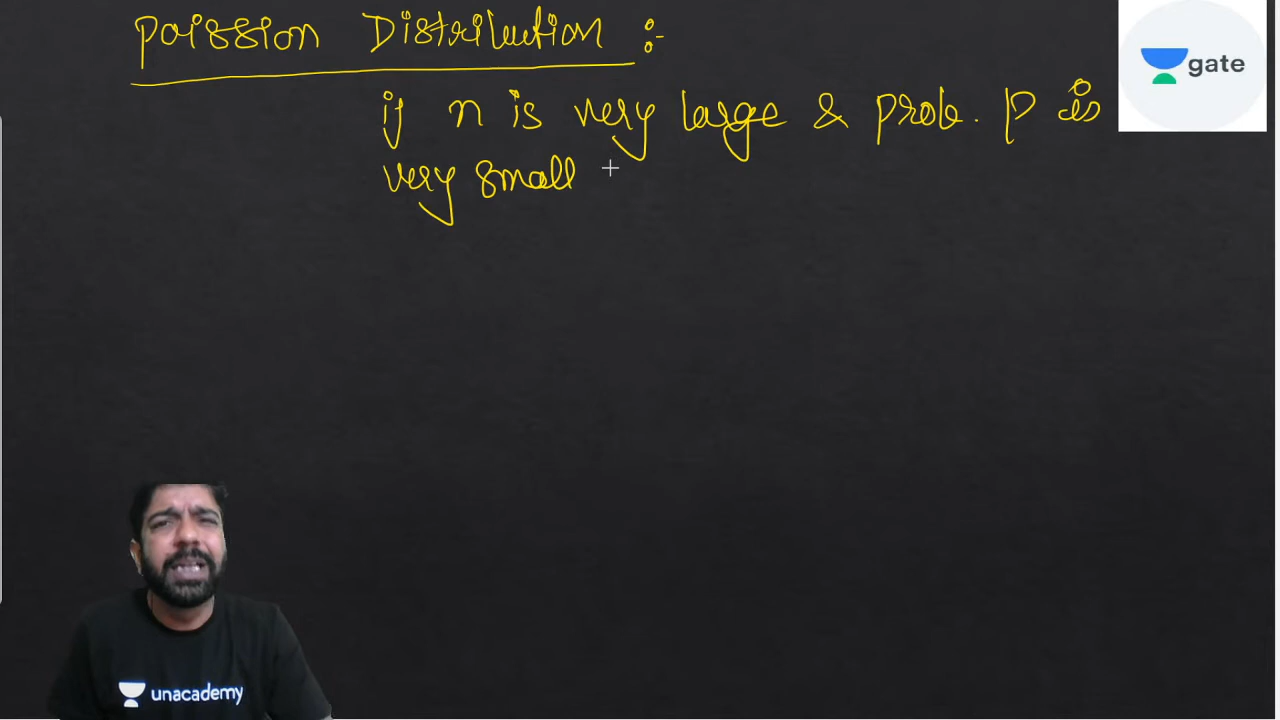 Poission Distribution :-
gate
if n is very large & prob. p is
very small
unacademy